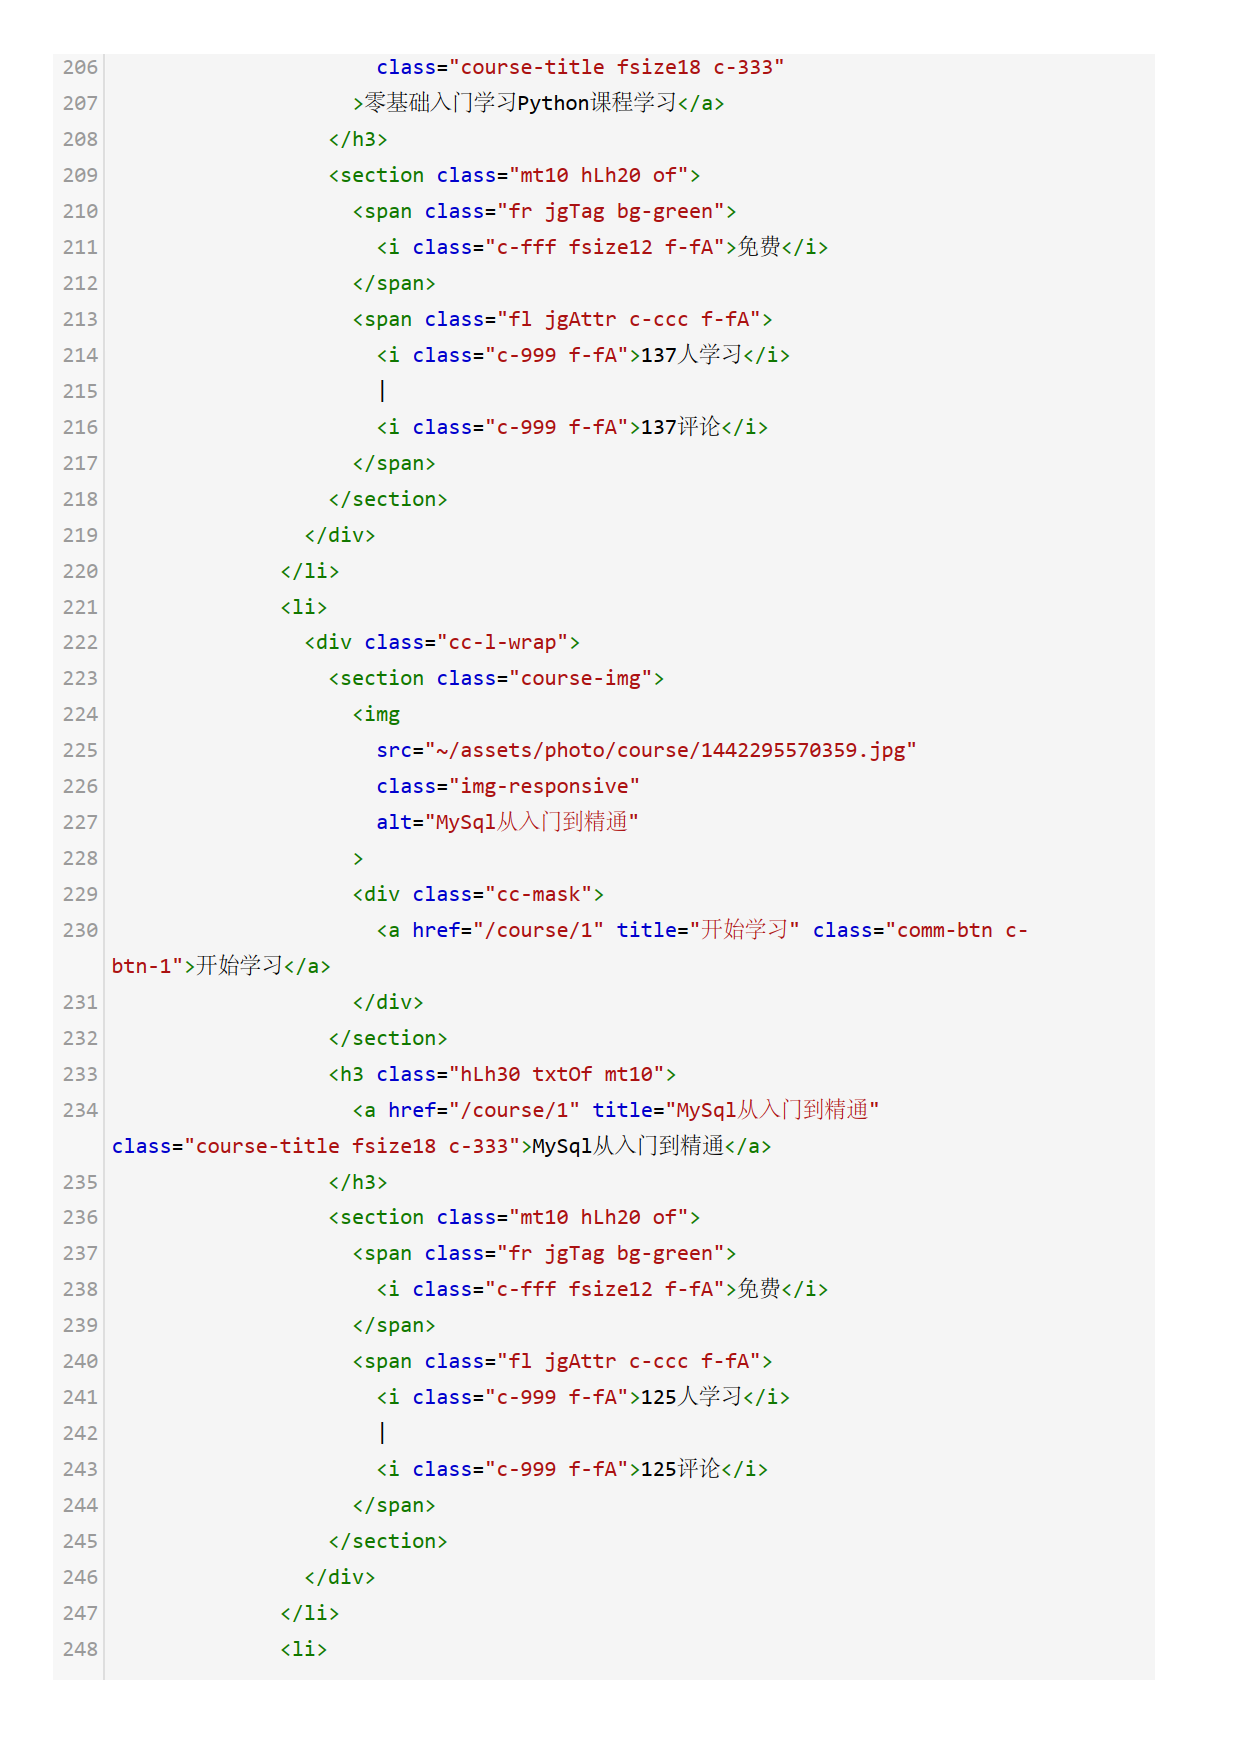 206 class="course-title fsize18 c-333"
207 >零基础入门学习Python课程学习</a>
208 </h3>
209 <section class="mt10 hLh20 of">
210 <span class="fr jgTag bg-green">
211 <i class="c-fff fsize12 f-fA">免费</i>
212 </span>
213 <span class="fl jgAttr c-ccc f-fA">
214 <i class="c-999 f-fA">137人学习</i>
215 |
216 <i class="c-999 f-fA">137评论</i>
217 </span>
218 </section>
219 </div>
220 </li>
221 <li>
222 <div class="cc-l-wrap">
223 <section class="course-img">
224 <img
225 src="~/assets/photo/course/1442295570359.jpg"
226 class="img-responsive"
227 alt="MySql从入门到精通"
228 >
229 <div class="cc-mask">
230 <a href="/course/1" title="开始学习" class="comm-btn c-
btn-1">开始学习</a>
231 </div>
232 </section>
233 <h3 class="hLh30 txtOf mt10">
234 <a href="/course/1" title="MySql从入门到精通"
class="course-title fsize18 c-333">MySql从入门到精通</a>
235 </h3>
236 <section class="mt10 hLh20 of">
237 <span class="fr jgTag bg-green">
238 <i class="c-fff fsize12 f-fA">免费</i>
239 </span>
240 <span class="fl jgAttr c-ccc f-fA">
241 <i class="c-999 f-fA">125人学习</i>
242 |
243 <i class="c-999 f-fA">125评论</i>
244 </span>
245 </section>
246 </div>
247 </li>
248 <li>